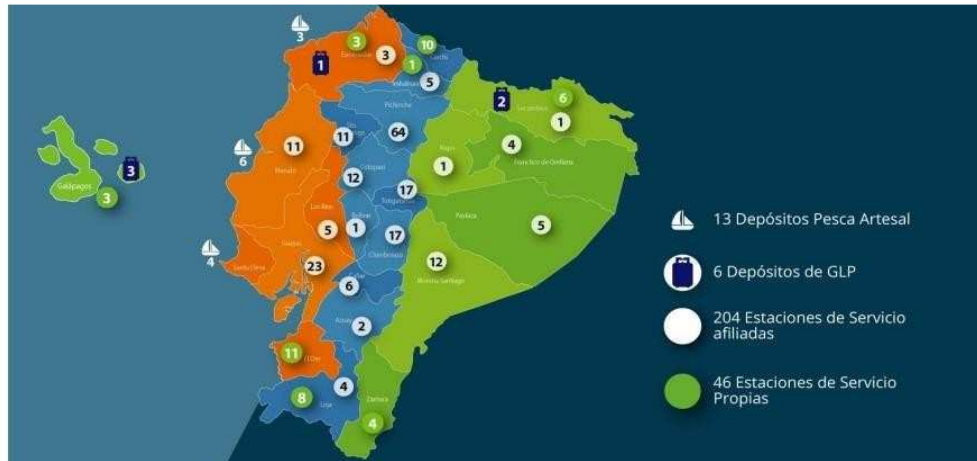 3
3
10
Carchi
1
3
Esmeraldas
1
Imbabura
5
2
6
Sucumbíos
Pichincha
1
64
11
4
11
Francisco de Orellana
6
Manabí
Napo
1
Cotopaxi
12
3
17
Galápagos
3
Tungurahua
Los Ríos
Pastaza
Bolívar
5
1
17
5
13 Depósitos Pesca Artesal
Guayas
Chimborazo
4
12
Santa Elena
23
Morona Santiago
6 Depósitos de GLP
Cañar
6
204 Estaciones de Servicio
afiliadas
Azuay
2
11
El Oro
4
46 Estaciones de Servicio
Propias
8
Loja
Zamora
4